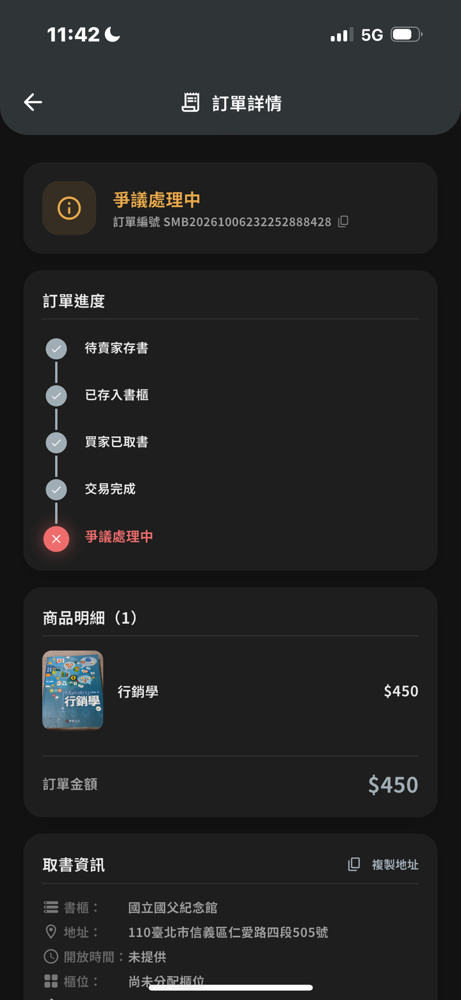 11:42
5G
訂單詳情
爭議處理中
訂單編號 SMB20261006232252888428
訂單進度
待賣家存書
已存入書櫃
買家已取書
交易完成
爭議處理中
商品明細（1）
Marketing
行銷學
行銷學
$450
訂單金額
$450
取書資訊
複製地址
書櫃：
國立國父紀念館
地址：
110臺北市信義區仁愛路四段505號
開放時間：
未提供
櫃位：
尚未分配櫃位